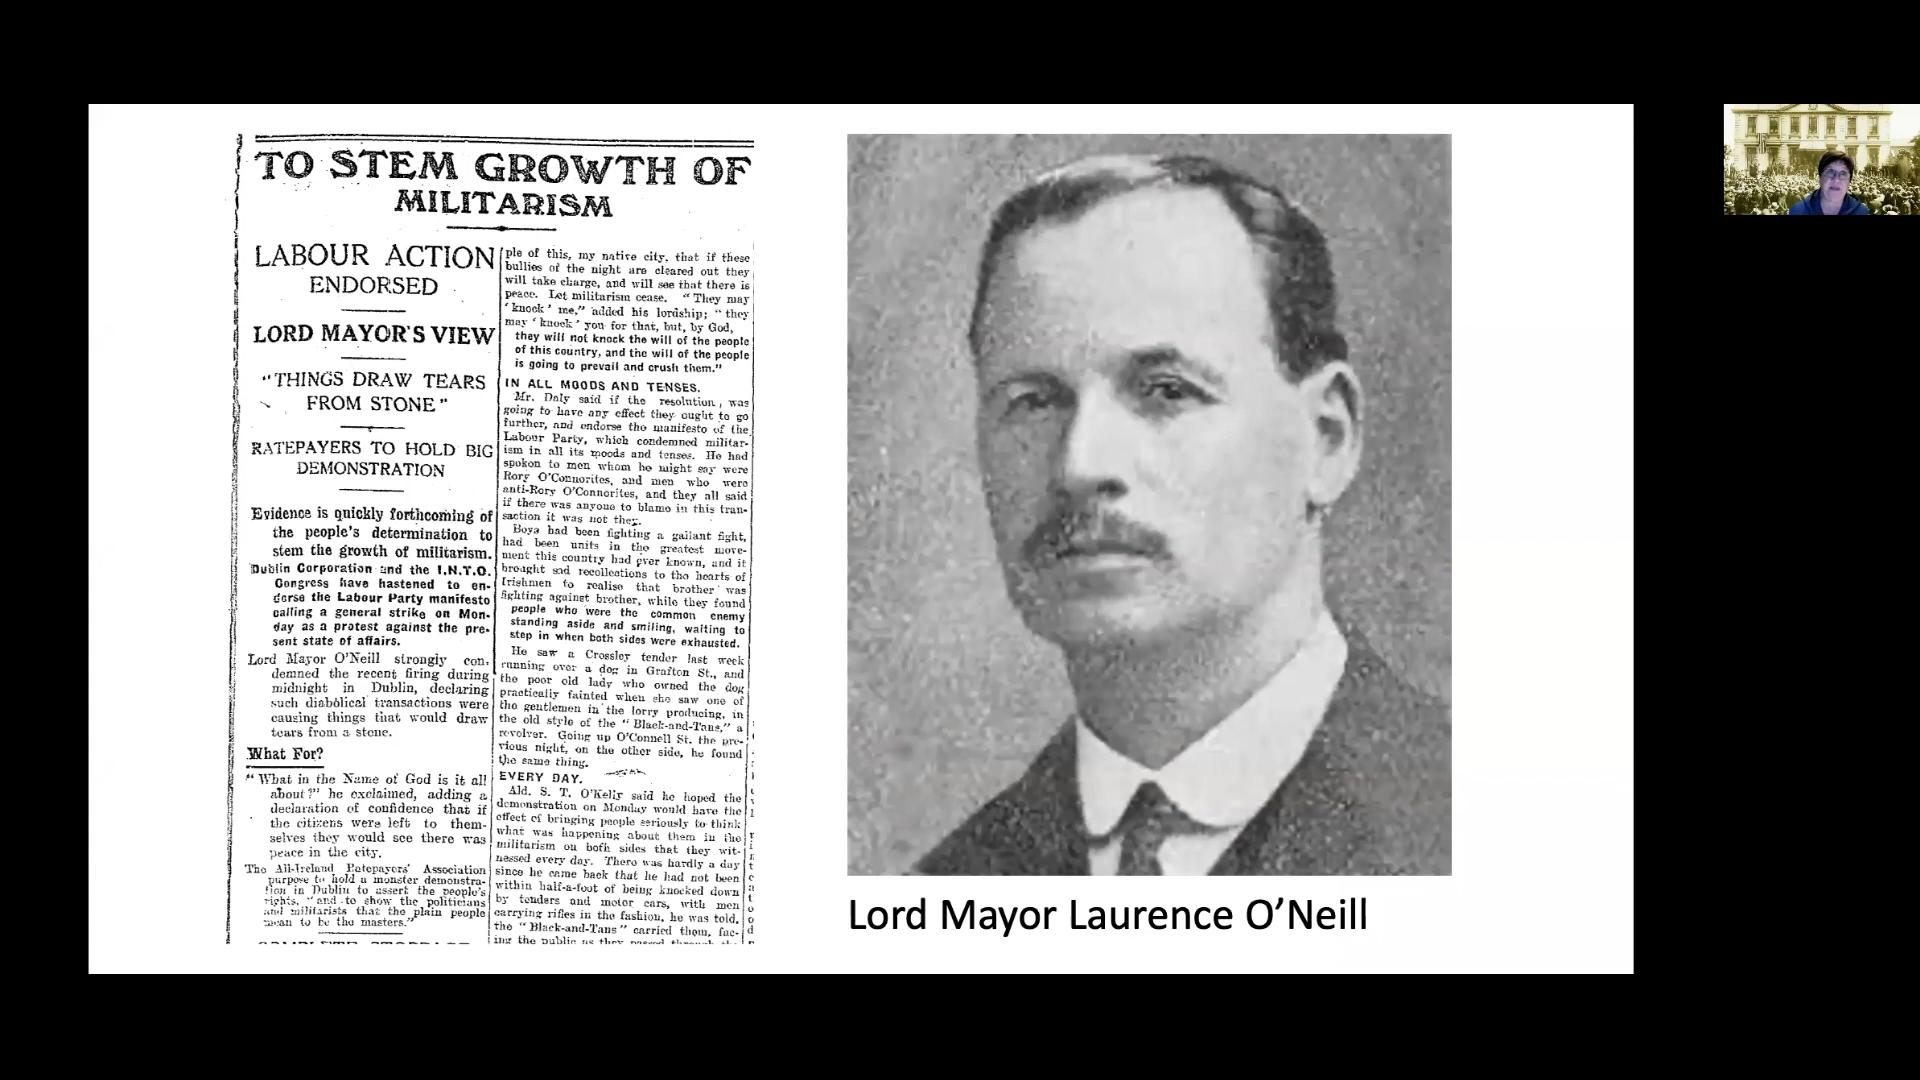 TO STEM GROWTH OF
MILITARISM
LABOUR ACTION
ENDORSED
LORD MAYOR'S VIEW
"THINGS DRAW TEARS
FROM STONE"
RATEPAYERS TO HOLD BIG
DEMONSTRATION
Evidence is quickly forthcoming of
the people's determination to
stem the growth of militarism.
Dublin Corporation and the I.N.T.O.
Congress have hastened to en-
dorse the Labour Party manifesto
calling a general strike on Mon-
day as a protest against the pre-
sent state of affairs.
Lord Mayor O'Neill strongly con-
demned the recent firing during
midnight in Dublin, declaring
such diabolical transactions were
causing things that would draw
tears from a stone.
What For?
"What in the Name of God is it all
about?" he exclaimed, adding a
declaration of confidence that if
the citizens were left to them-
selves they would see there was
peace in the city.
The All-Ireland Ratepayers' Association
purpose to hold a monster demonstra-
tion in Dublin to assert the people's
rights, "and to show the politicians
and militarists that the plain people
mean to be the masters."
ple of this, my native city, that if these
bullies of the night are cleared out they
will take charge, and will see that there is
peace. Let militarism cease. "They may
'knock' me," added his lordship; "they
may 'knock' you for that, but, by God,
they will not knock the will of the people
of this country, and the will of the people
is going to prevail and crush them."
IN ALL MOODS AND TENSES.
Mr. Daly said if the resolution, was
going to have any effect they ought to go
further, and endorse the manifesto of the
Labour Party, which condemned militar-
ism in all its moods and tenses. He had
spoken to men whom he might say were
Rory O'Connorites, and men who were
anti-Rory O'Connorites, and they all said
if there was anyone to blame in this tran-
saction it was not they.
Boys had been fighting a gallant fight,
had been units in the greatest move-
ment this country had ever known, and it
brought sad recollections to the hearts of
Irishmen to realise that brother was
fighting against brother, while they found
people who were the common enemy
standing aside and smiling, waiting to
step in when both sides were exhausted.
He saw a Crossley tender last week
running over a dog in Grafton St., and
the poor old lady who owned the dog
practically fainted when she saw one of
the gentlemen in the lorry producing, in
the old style of the "Black-and-Tans," a
revolver. Going up O'Connell St. the pre-
vious night, on the other side, he found
the same thing.
EVERY DAY.
Ald. S. T. O'Kelly said he hoped the
demonstration on Monday would have the
effect of bringing people seriously to think
what was happening about them in the
militarism on both sides that they wit-
nessed every day. There was hardly a day
since he came back that he had not been
within half-a-foot of being knocked down
by tenders and motor cars, with men
carrying rifles in the fashion, he was told,
the "Black-and-Tans" carried them, fac-
ing the public as they passed through the
Lord Mayor Laurence O'Neill